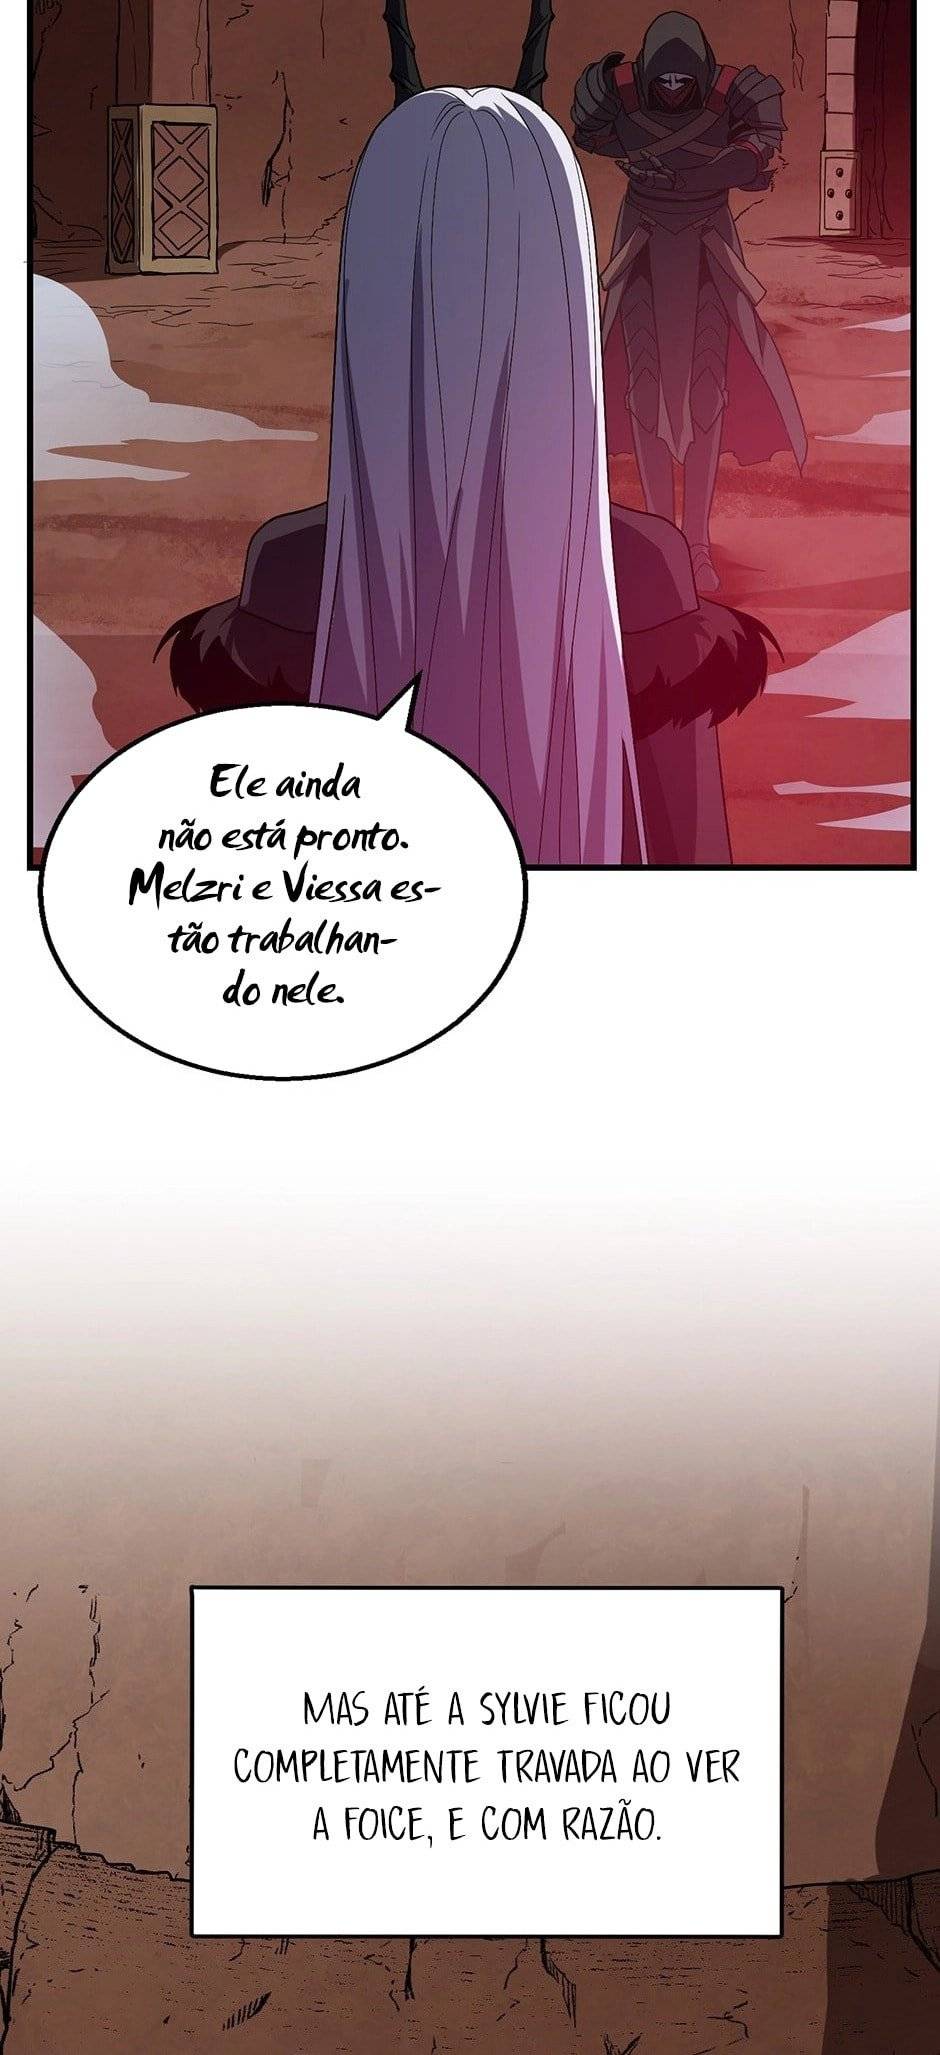 Ele ainda
não está pronto.
Melzri e Viessa es-
tão trabalhan-
do nele.
MAS ATÉ A SYLVIE FICOU
COMPLETAMENTE TRAVADA AO VER
A FOICE, E COM RAZÃO.